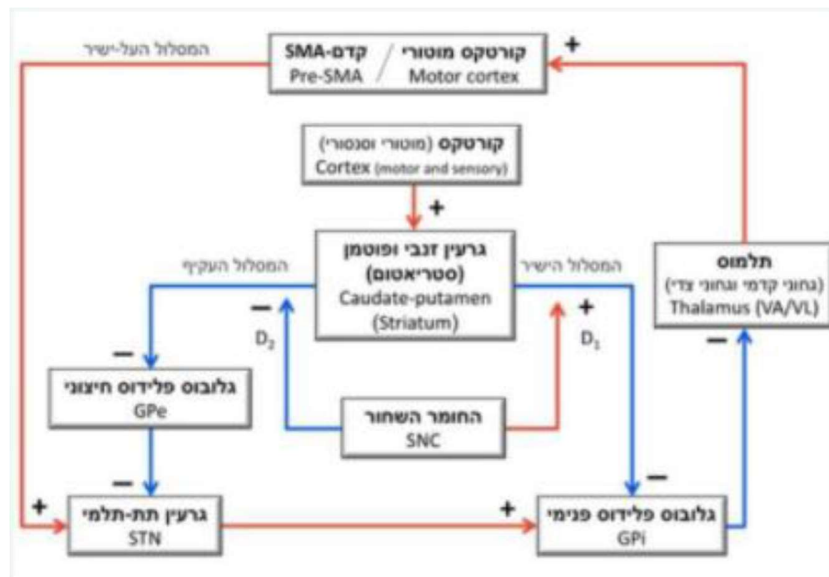 המסלול העל-ישיר
קדם-SMA
Pre-SMA
/
קורטקס מוטורי
Motor cortex
+
קורטקס (מוטורי וסנסורי)
Cortex (motor and sensory)
+
המסלול העקיף
גרעין זנבי ופוטמן
(סטריאטום)
Caudate-putamen
(Striatum)
המסלול הישיר
תלמוס
(גחוני קדמי וגחוני צדי)
Thalamus (VA/VL)
−
D2
+
D1
−
−
גלובוס פלידוס חיצוני
GPe
החומר השחור
SNC
−
−
+
גרעין תת-תלמי
STN
+
גלובוס פלידוס פנימי
GPi